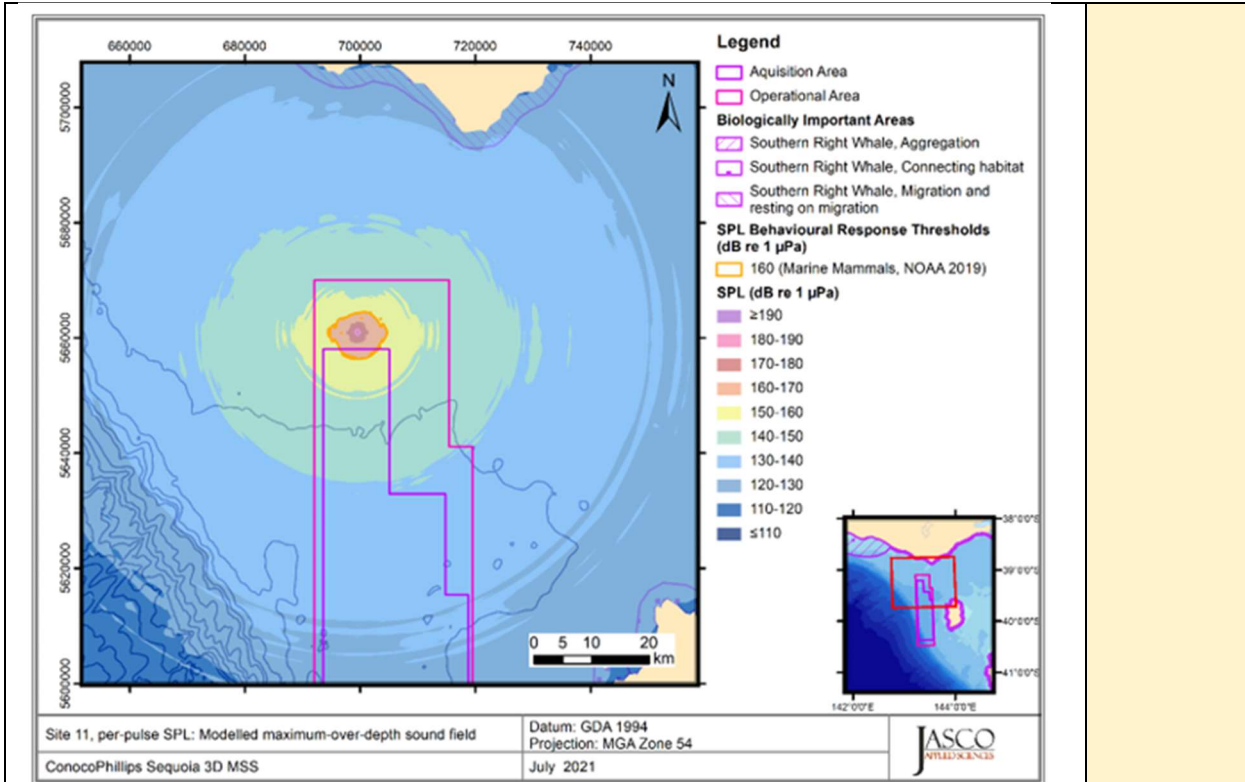 660000 680000 700000 720000 740000
5700000
5680000
5660000
5640000
5620000
5600000
N
0 5 10 20
km
Legend
Aquisition Area
Operational Area
Biologically Important Areas
Southern Right Whale, Aggregation
Southern Right Whale, Connecting habitat
Southern Right Whale, Migration and
resting on migration
SPL Behavioural Response Thresholds
(dB re 1 µPa)
160 (Marine Mammals, NOAA 2019)
SPL (dB re 1 µPa)
≥190
180-190
170-180
160-170
150-160
140-150
130-140
120-130
110-120
≤110
38°0'0"S
39°0'0"S
40°0'0"S
41°0'0"S
142°0'0"E 144°0'0"E
Site 11, per-pulse SPL: Modelled maximum-over-depth sound field
ConocoPhillips Sequoia 3D MSS
Datum: GDA 1994
Projection: MGA Zone 54
July 2021
JASCO
APPLIED SCIENCES